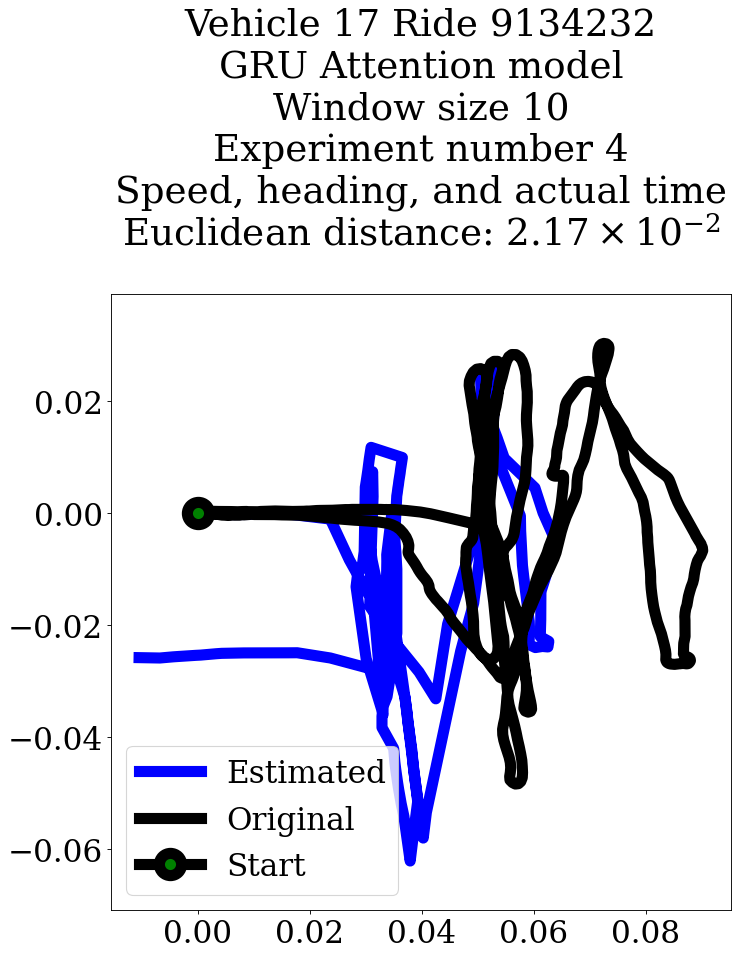 Vehicle 17 Ride 9134232
GRU Attention model
Window size 10
Experiment number 4
Speed, heading, and actual time
Euclidean distance: 2.17 × 10⁻²
0.02
0.00
−0.02
−0.04
−0.06
Estimated
Original
Start
0.00 0.02 0.04 0.06 0.08